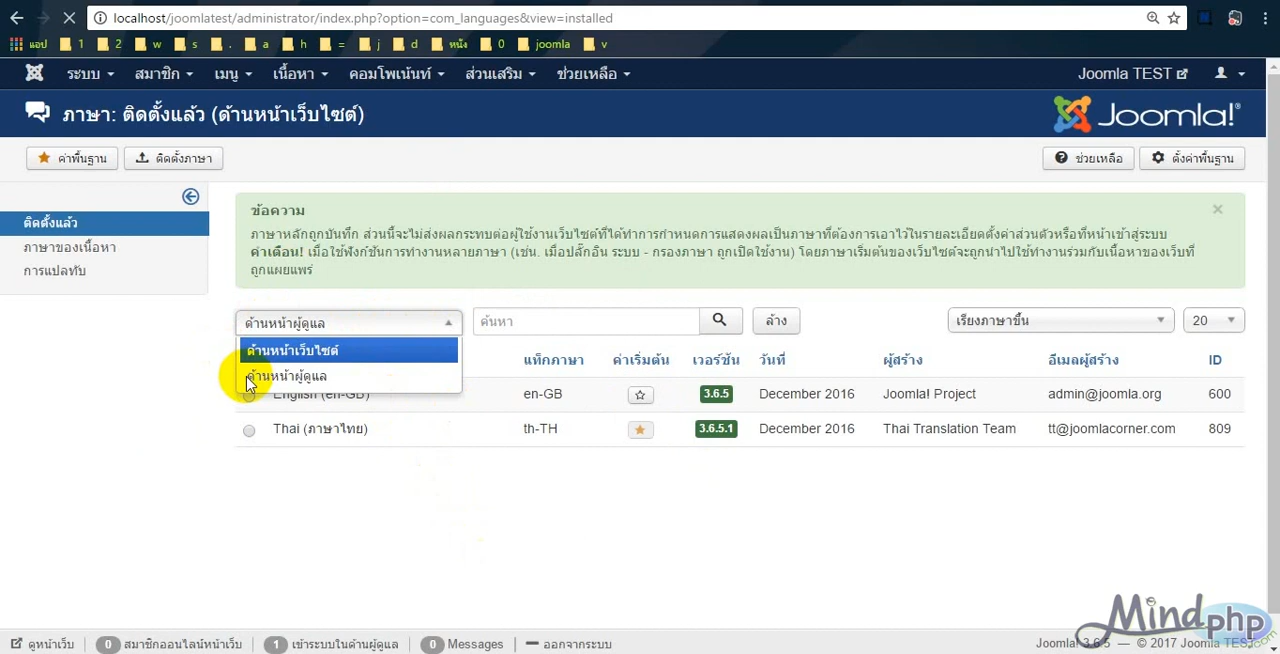 localhost/joomlatest/administrator/index.php?option=com_languages&view=installed
แอป 1 2 w s . a h = j d หนัง 0 joomla v
ระบบ สมาชิก เมนู เนื้อหา คอมโพเน้นท์ ส่วนเสริม ช่วยเหลือ Joomla TEST
ภาษา: ติดตั้งแล้ว (ด้านหน้าเว็บไซต์) Joomla!®
ค่าพื้นฐาน ติดตั้งภาษา ช่วยเหลือ ตั้งค่าพื้นฐาน
ติดตั้งแล้ว
ภาษาของเนื้อหา
การแปลทับ
ข้อความ ×
ภาษาหลักถูกบันทึก ส่วนนี้จะไม่ส่งผลกระทบต่อผู้ใช้งานเว็บไซต์ที่ได้ทำการกำหนดการแสดงผลเป็นภาษาที่ต้องการเอาไว้ในรายละเอียดตั้งค่าส่วนตัวหรือที่หน้าเข้าสู่ระบบ
คำเตือน! เมื่อใช้ฟังก์ชันการทำงานหลายภาษา (เช่น. เมื่อปลั๊กอิน ระบบ - กรองภาษา ถูกเปิดใช้งาน) โดยภาษาเริ่มต้นของเว็บไซต์จะถูกนำไปใช้ทำงานร่วมกับเนื้อหาของเว็บที่
ถูกเผยแพร่
ด้านหน้าผู้ดูแล ค้นหา ล้าง เรียงภาษาขึ้น 20
ด้านหน้าเว็บไซต์
ด้านหน้าผู้ดูแล
แท็กภาษา ค่าเริ่มต้น เวอร์ชัน วันที่ ผู้สร้าง อีเมลผู้สร้าง ID
English (en-GB) en-GB 3.6.5 December 2016 Joomla! Project admin@joomla.org 600
Thai (ภาษาไทย) th-TH 3.6.5.1 December 2016 Thai Translation Team tt@joomlacorner.com 809
Mindphp.com
ดูหน้าเว็บ 0 สมาชิกออนไลน์หน้าเว็บ 1 เข้าระบบในด้านผู้ดูแล 0 Messages ออกจากระบบ Joomla! 3.6.5 — © 2017 Joomla TEST